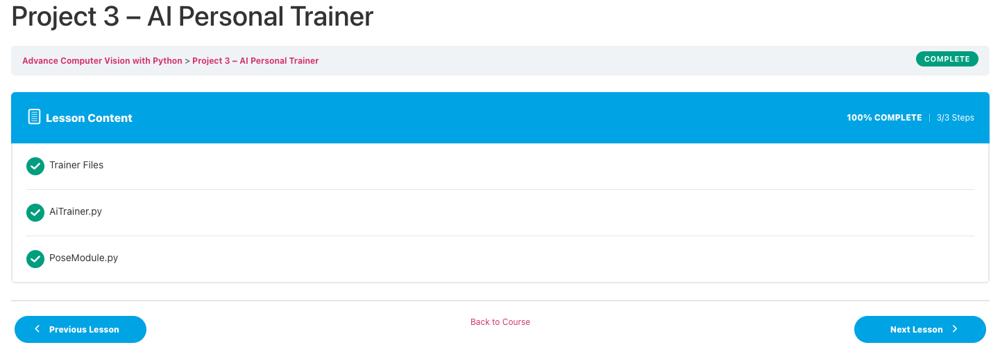 Project 3 – AI Personal Trainer
Advance Computer Vision with Python > Project 3 – AI Personal Trainer
COMPLETE
Lesson Content
100% COMPLETE | 3/3 Steps
Trainer Files
AiTrainer.py
PoseModule.py
Previous Lesson
Back to Course
Next Lesson